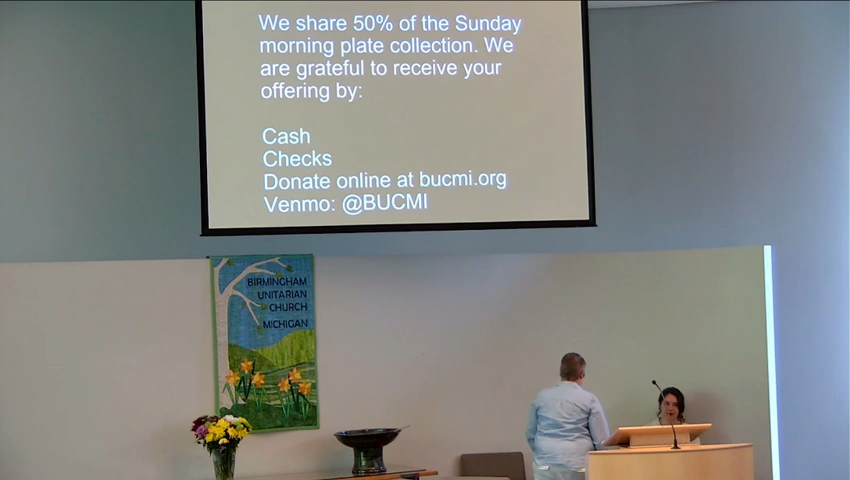 We share 50% of the Sunday
morning plate collection. We
are grateful to receive your
offering by:
Cash
Checks
Donate online at bucmi.org
Venmo: @BUCMI
BIRMINGHAM
UNITARIAN
CHURCH
MICHIGAN